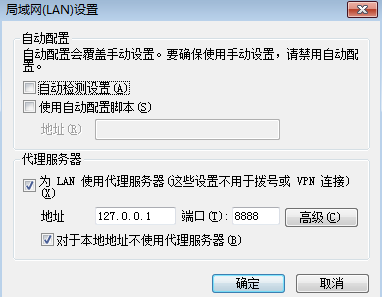 局域网(LAN)设置
自动配置
自动配置会覆盖手动设置。要确保使用手动设置，请禁用自动配
置。
自动检测设置(A)
使用自动配置脚本(S)
地址(R)
代理服务器
为 LAN 使用代理服务器(这些设置不用于拨号或 VPN 连接)
(X)
地址 127.0.0.1 端口(T): 8888 高级(C)
对于本地地址不使用代理服务器(B)
确定 取消